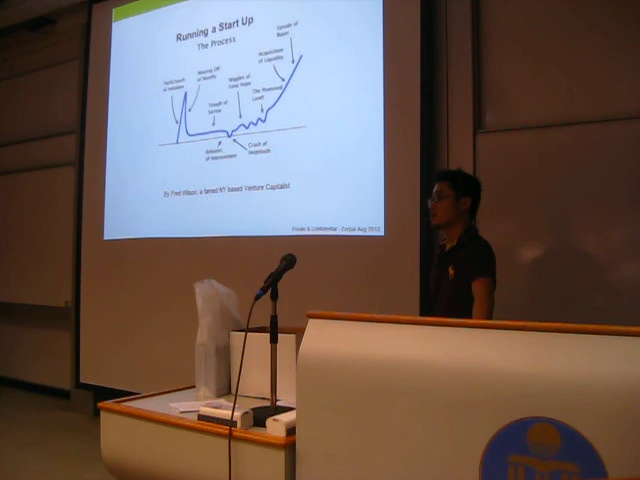 Running a Start Up
The Process
TechCrunch
of Initiation
Wearing Off
of Novelty
Trough of
Sorrow
Wiggles of
False Hope
The Promised
Land!
Acquisition
of Liquidity
Upside of
Buyer
Releases
of Improvement
Crash of
Ineptitude
By Fred Wilson, a famed NY-based Venture Capitalist
Private & Confidential - Zorpia Aug 2012